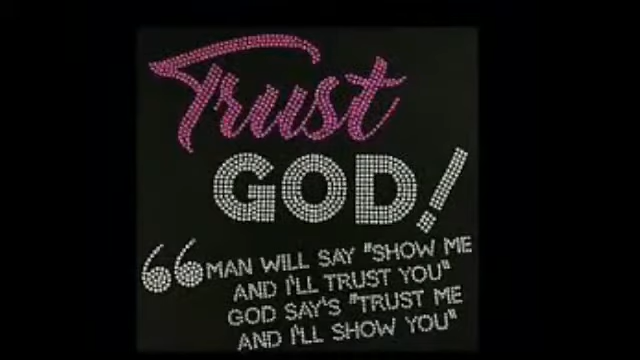 Trust
GOD!
“MAN WILL SAY "SHOW ME
AND I'LL TRUST YOU"
GOD SAY'S "TRUST ME
AND I'LL SHOW YOU"